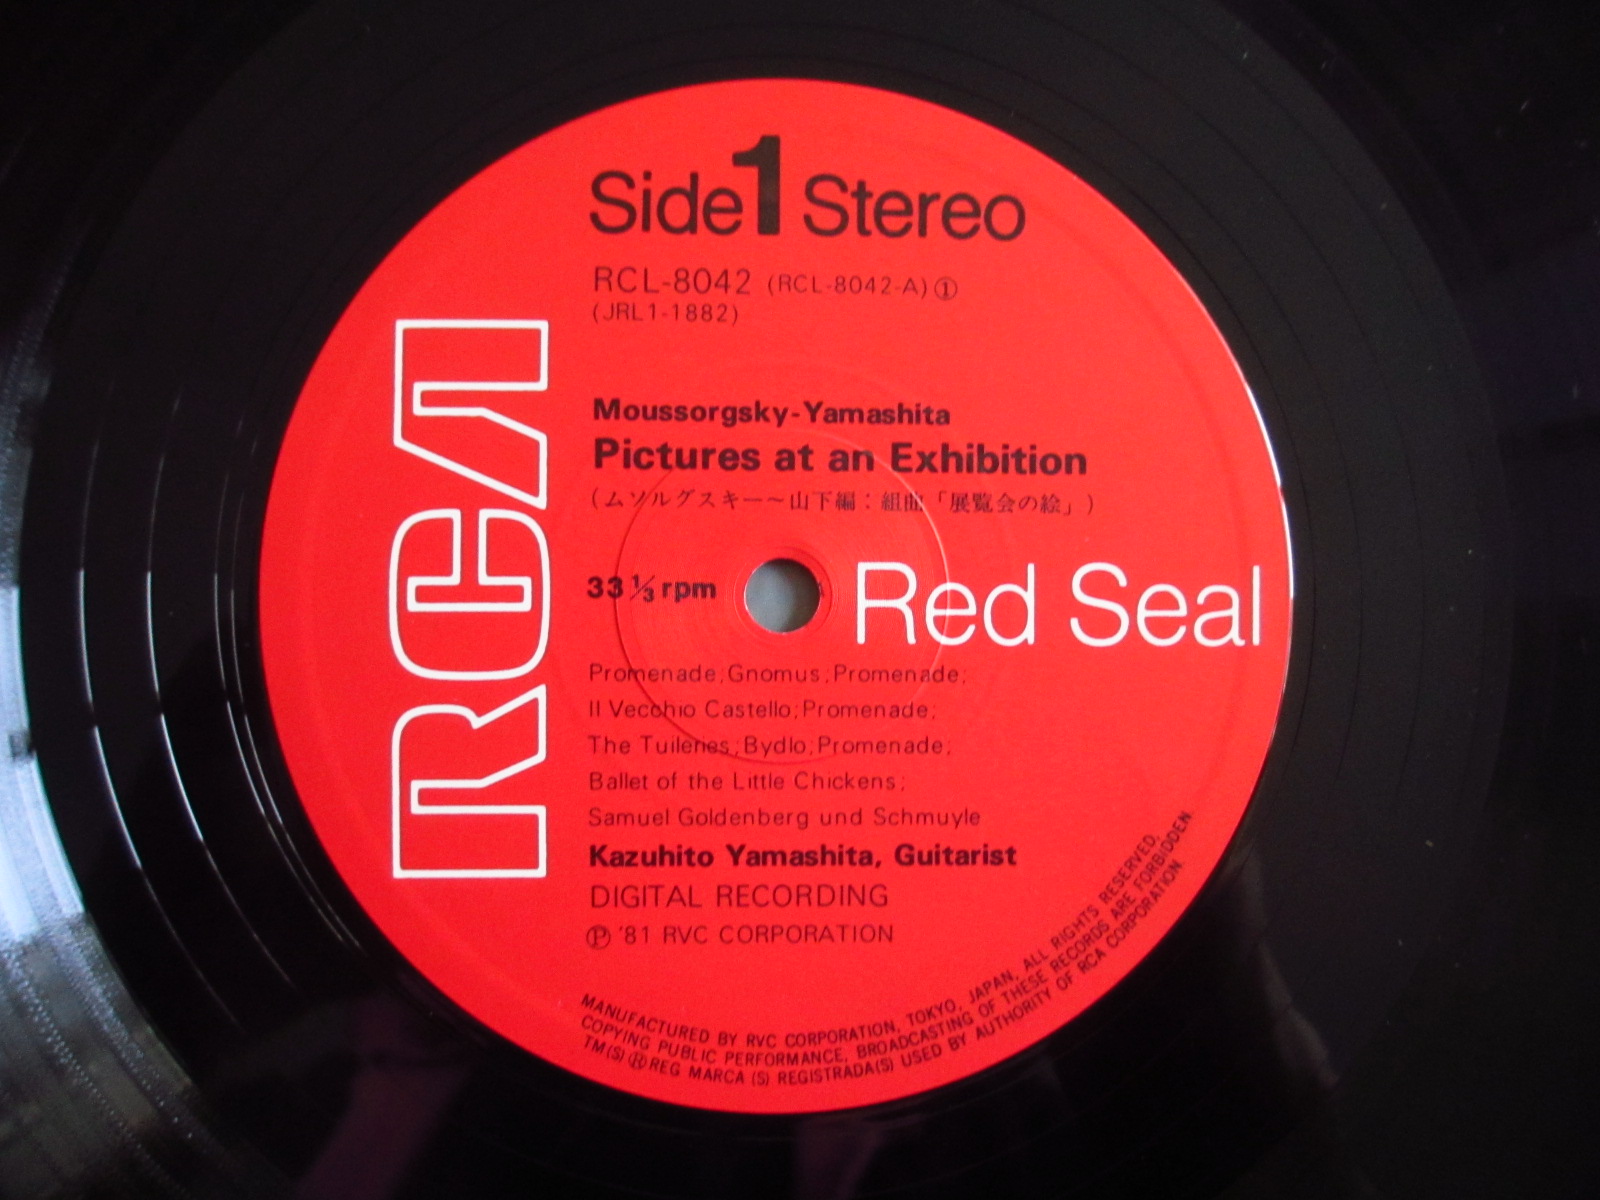 Side 1 Stereo
RCL-8042 (RCL-8042-A) ①
(JRL1-1882)
RCA
Moussorgsky-Yamashita
Pictures at an Exhibition
(ムソルグスキー〜山下編:組曲「展覧会の絵」)
33 ⅓ rpm
Red Seal
Promenade;Gnomus;Promenade;
Il Vecchio Castello;Promenade;
The Tuileries;Bydlo;Promenade;
Ballet of the Little Chickens;
Samuel Goldenberg und Schmuyle
Kazuhito Yamashita, Guitarist
DIGITAL RECORDING
℗ '81 RVC CORPORATION
MANUFACTURED BY RVC CORPORATION, TOKYO, JAPAN, ALL RIGHTS RESERVED.
COPYING PUBLIC PERFORMANCE, BROADCASTING OF THESE RECORDS ARE FORBIDDEN
TM(S) ® REG MARCA (S) REGISTRADA(S) USED BY AUTHORITY OF RCA CORPORATION